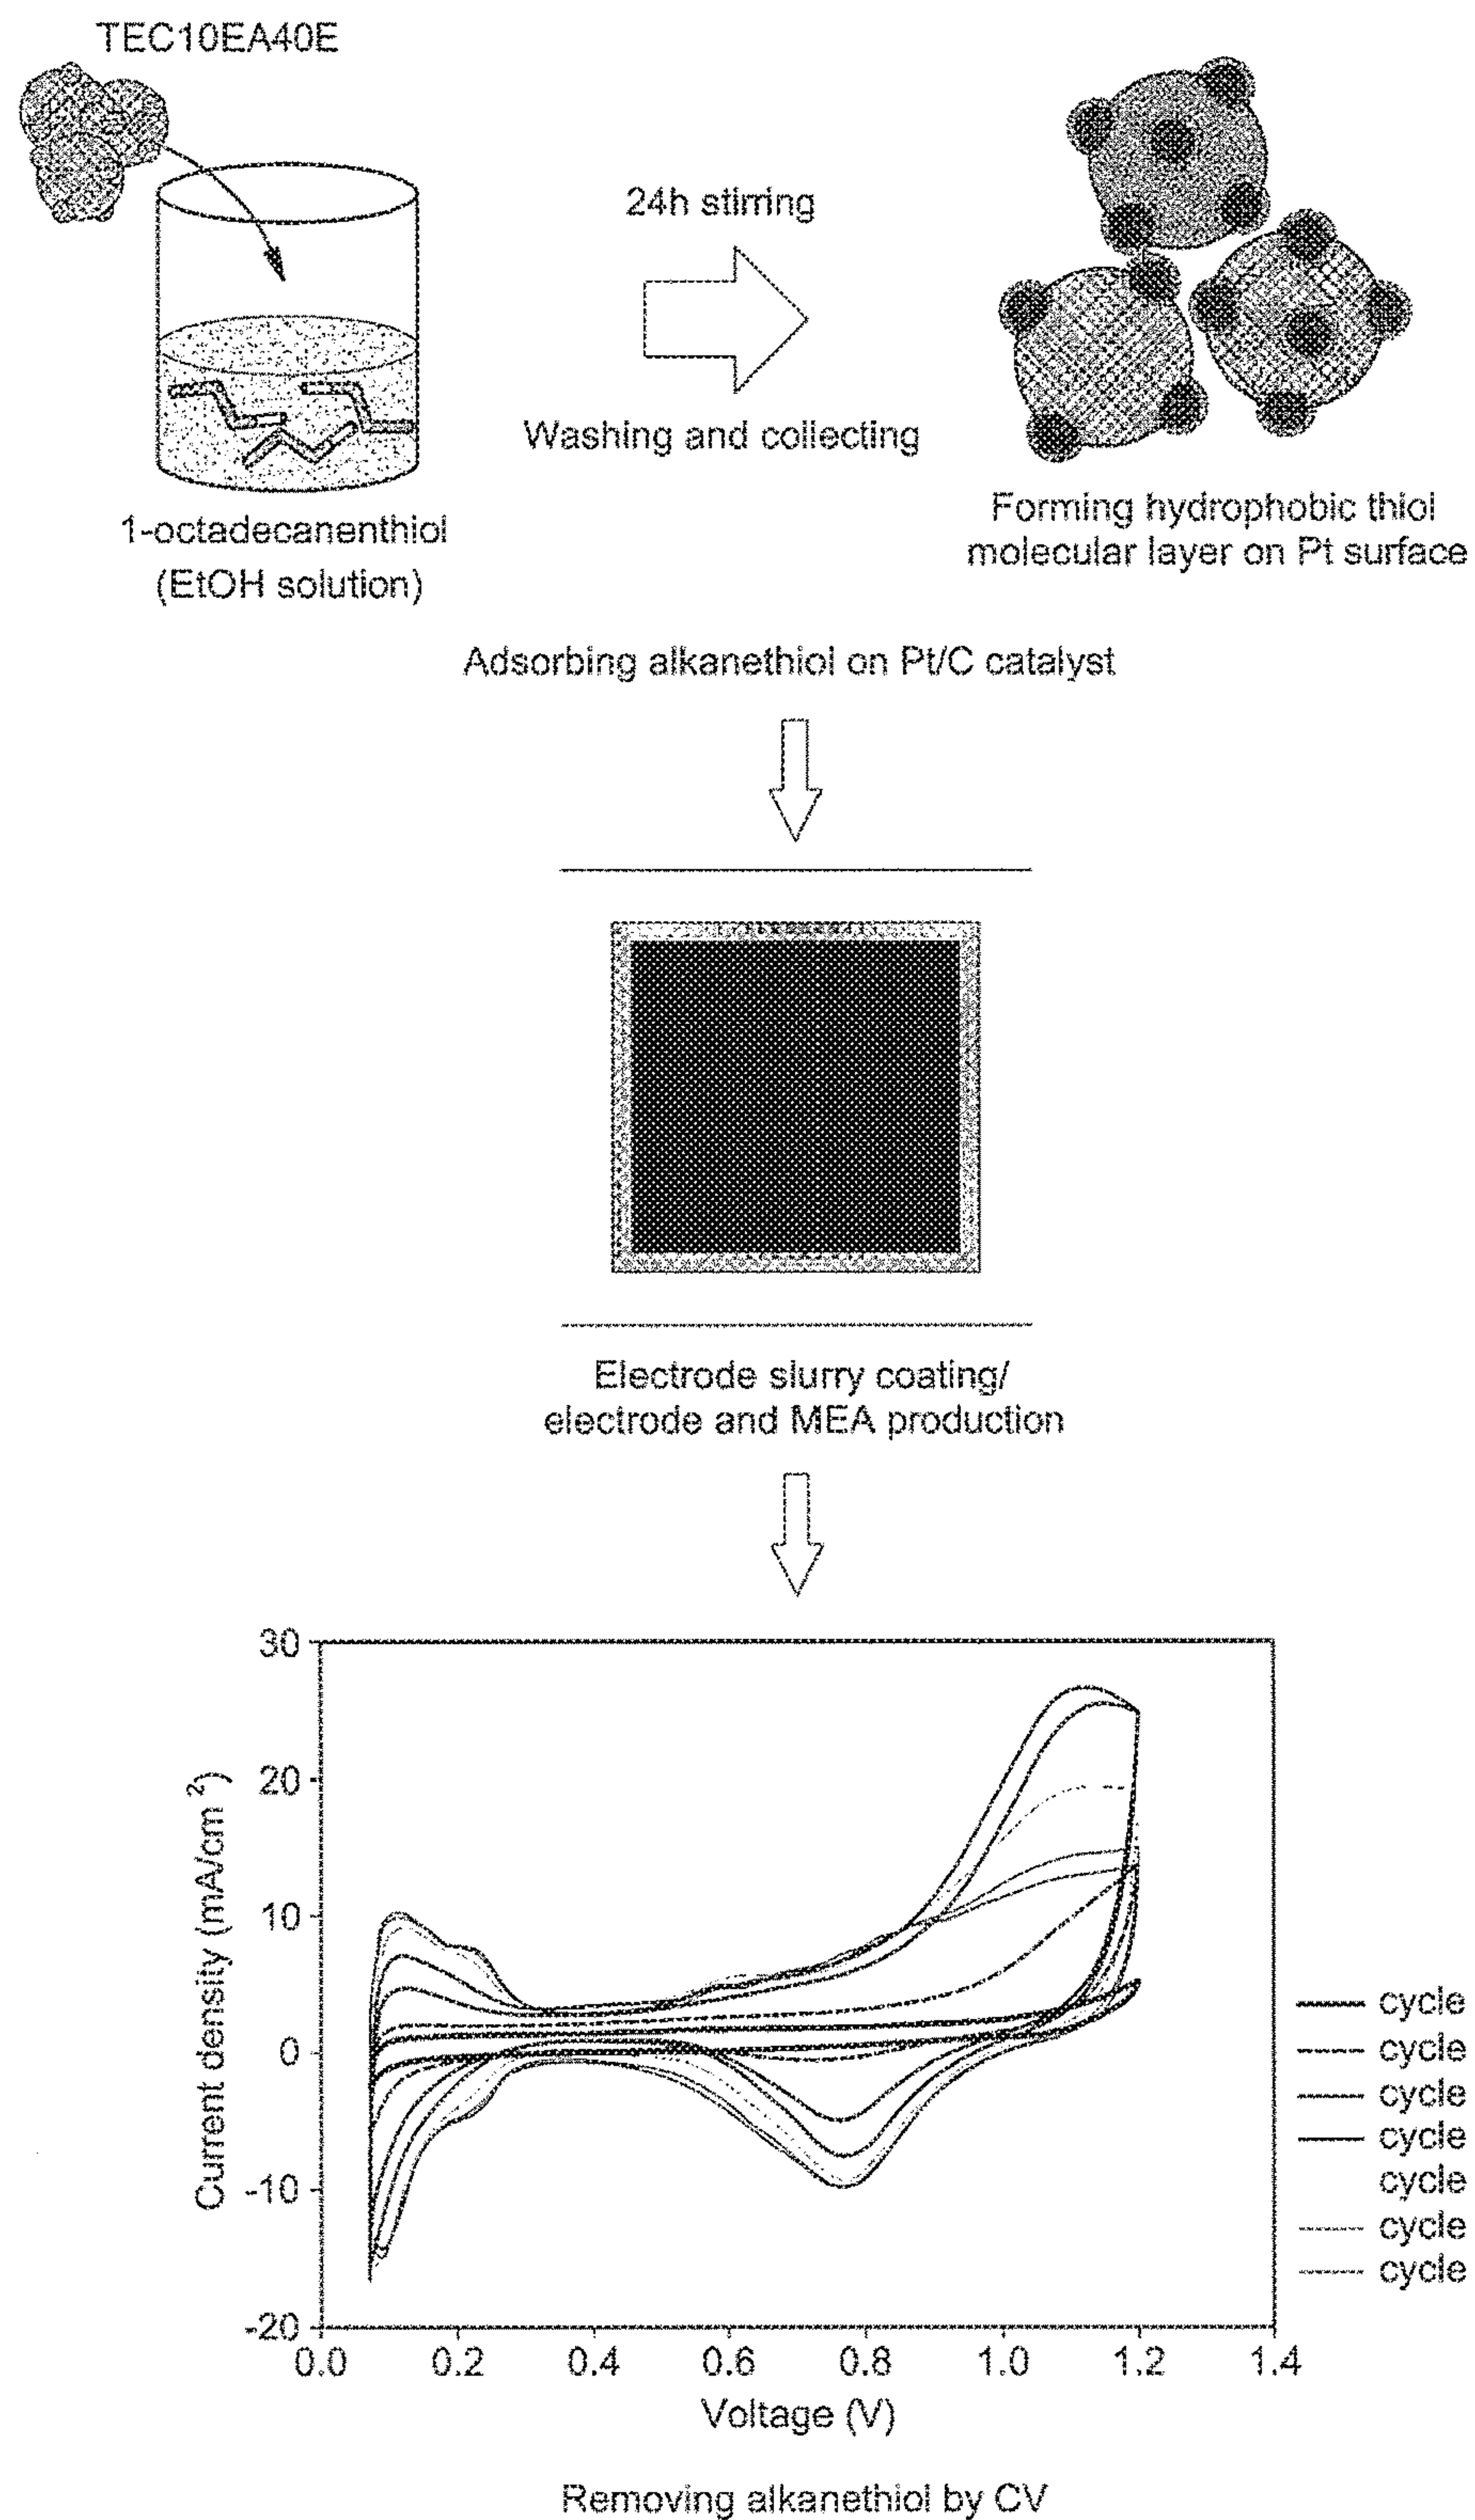 TEC10EA40E
24h stirring
Washing and collecting
1-octadecanenthiol
(EtOH solution)
Forming hydrophobic thiol
molecular layer on Pt surface
Adsorbing alkanethiol on Pt/C catalyst
Electrode slurry coating/
electrode and MEA production
30
20
10
0
-10
-20
Current density (mA/cm²)
0.0 0.2 0.4 0.6 0.8 1.0 1.2 1.4
Voltage (V)
cycle
cycle
cycle
cycle
cycle
cycle
cycle
Removing alkanethiol by CV